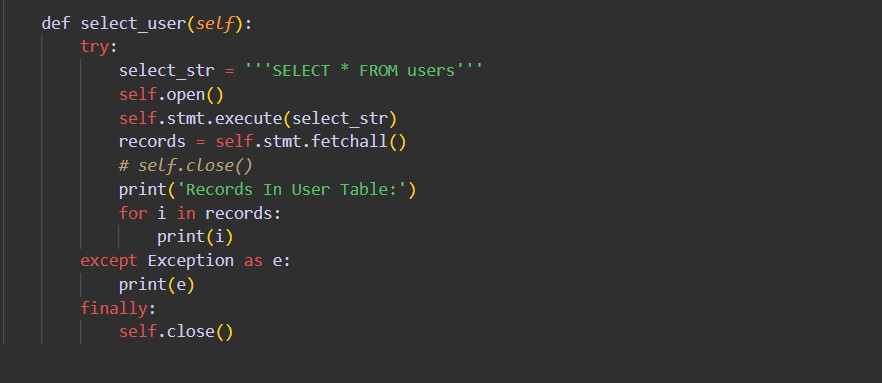 def select_user(self):
    try:
        select_str = '''SELECT * FROM users'''
        self.open()
        self.stmt.execute(select_str)
        records = self.stmt.fetchall()
        # self.close()
        print('Records In User Table:')
        for i in records:
            print(i)
    except Exception as e:
        print(e)
    finally:
        self.close()